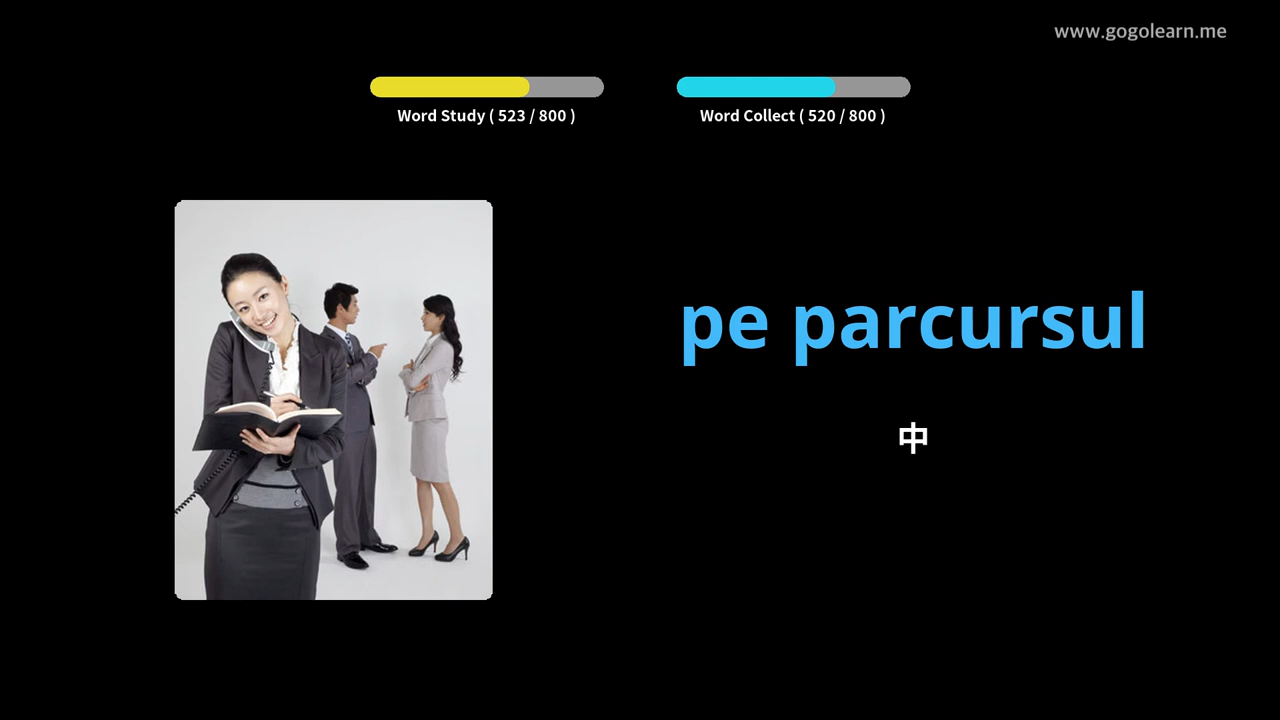 www.gogolearn.me
Word Study ( 523 / 800 )
Word Collect ( 520 / 800 )
pe parcursul
中